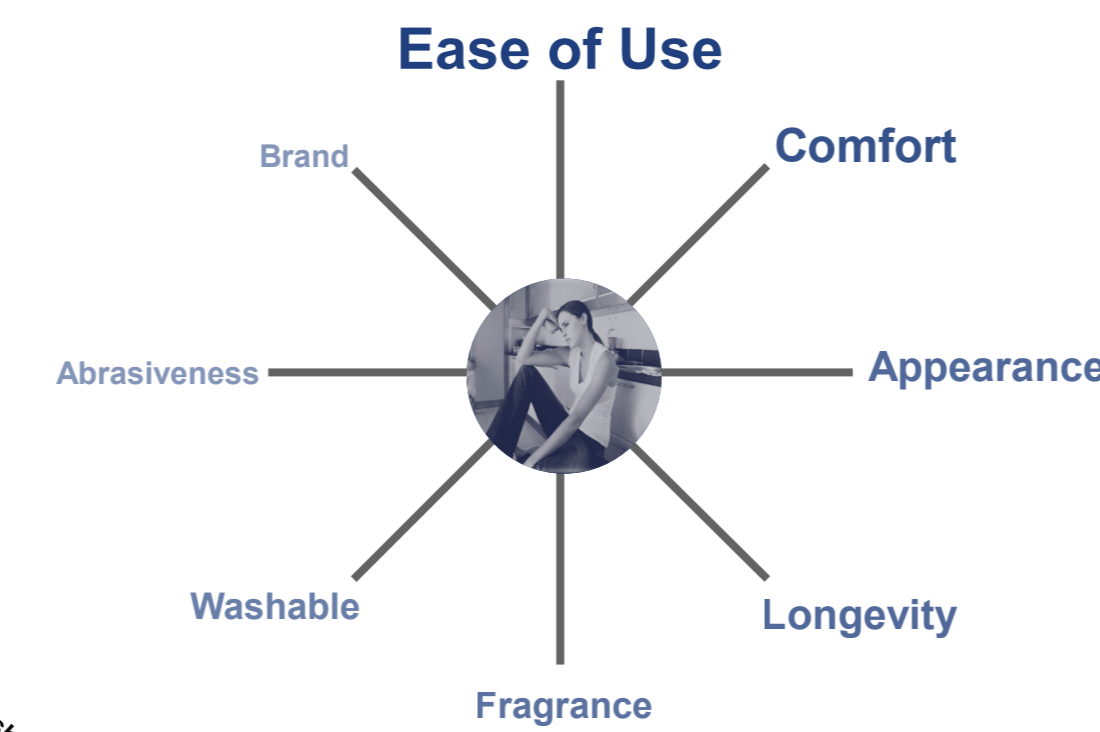 Ease of Use
Comfort
Brand
Appearance
Abrasiveness
Washable
Longevity
Fragrance